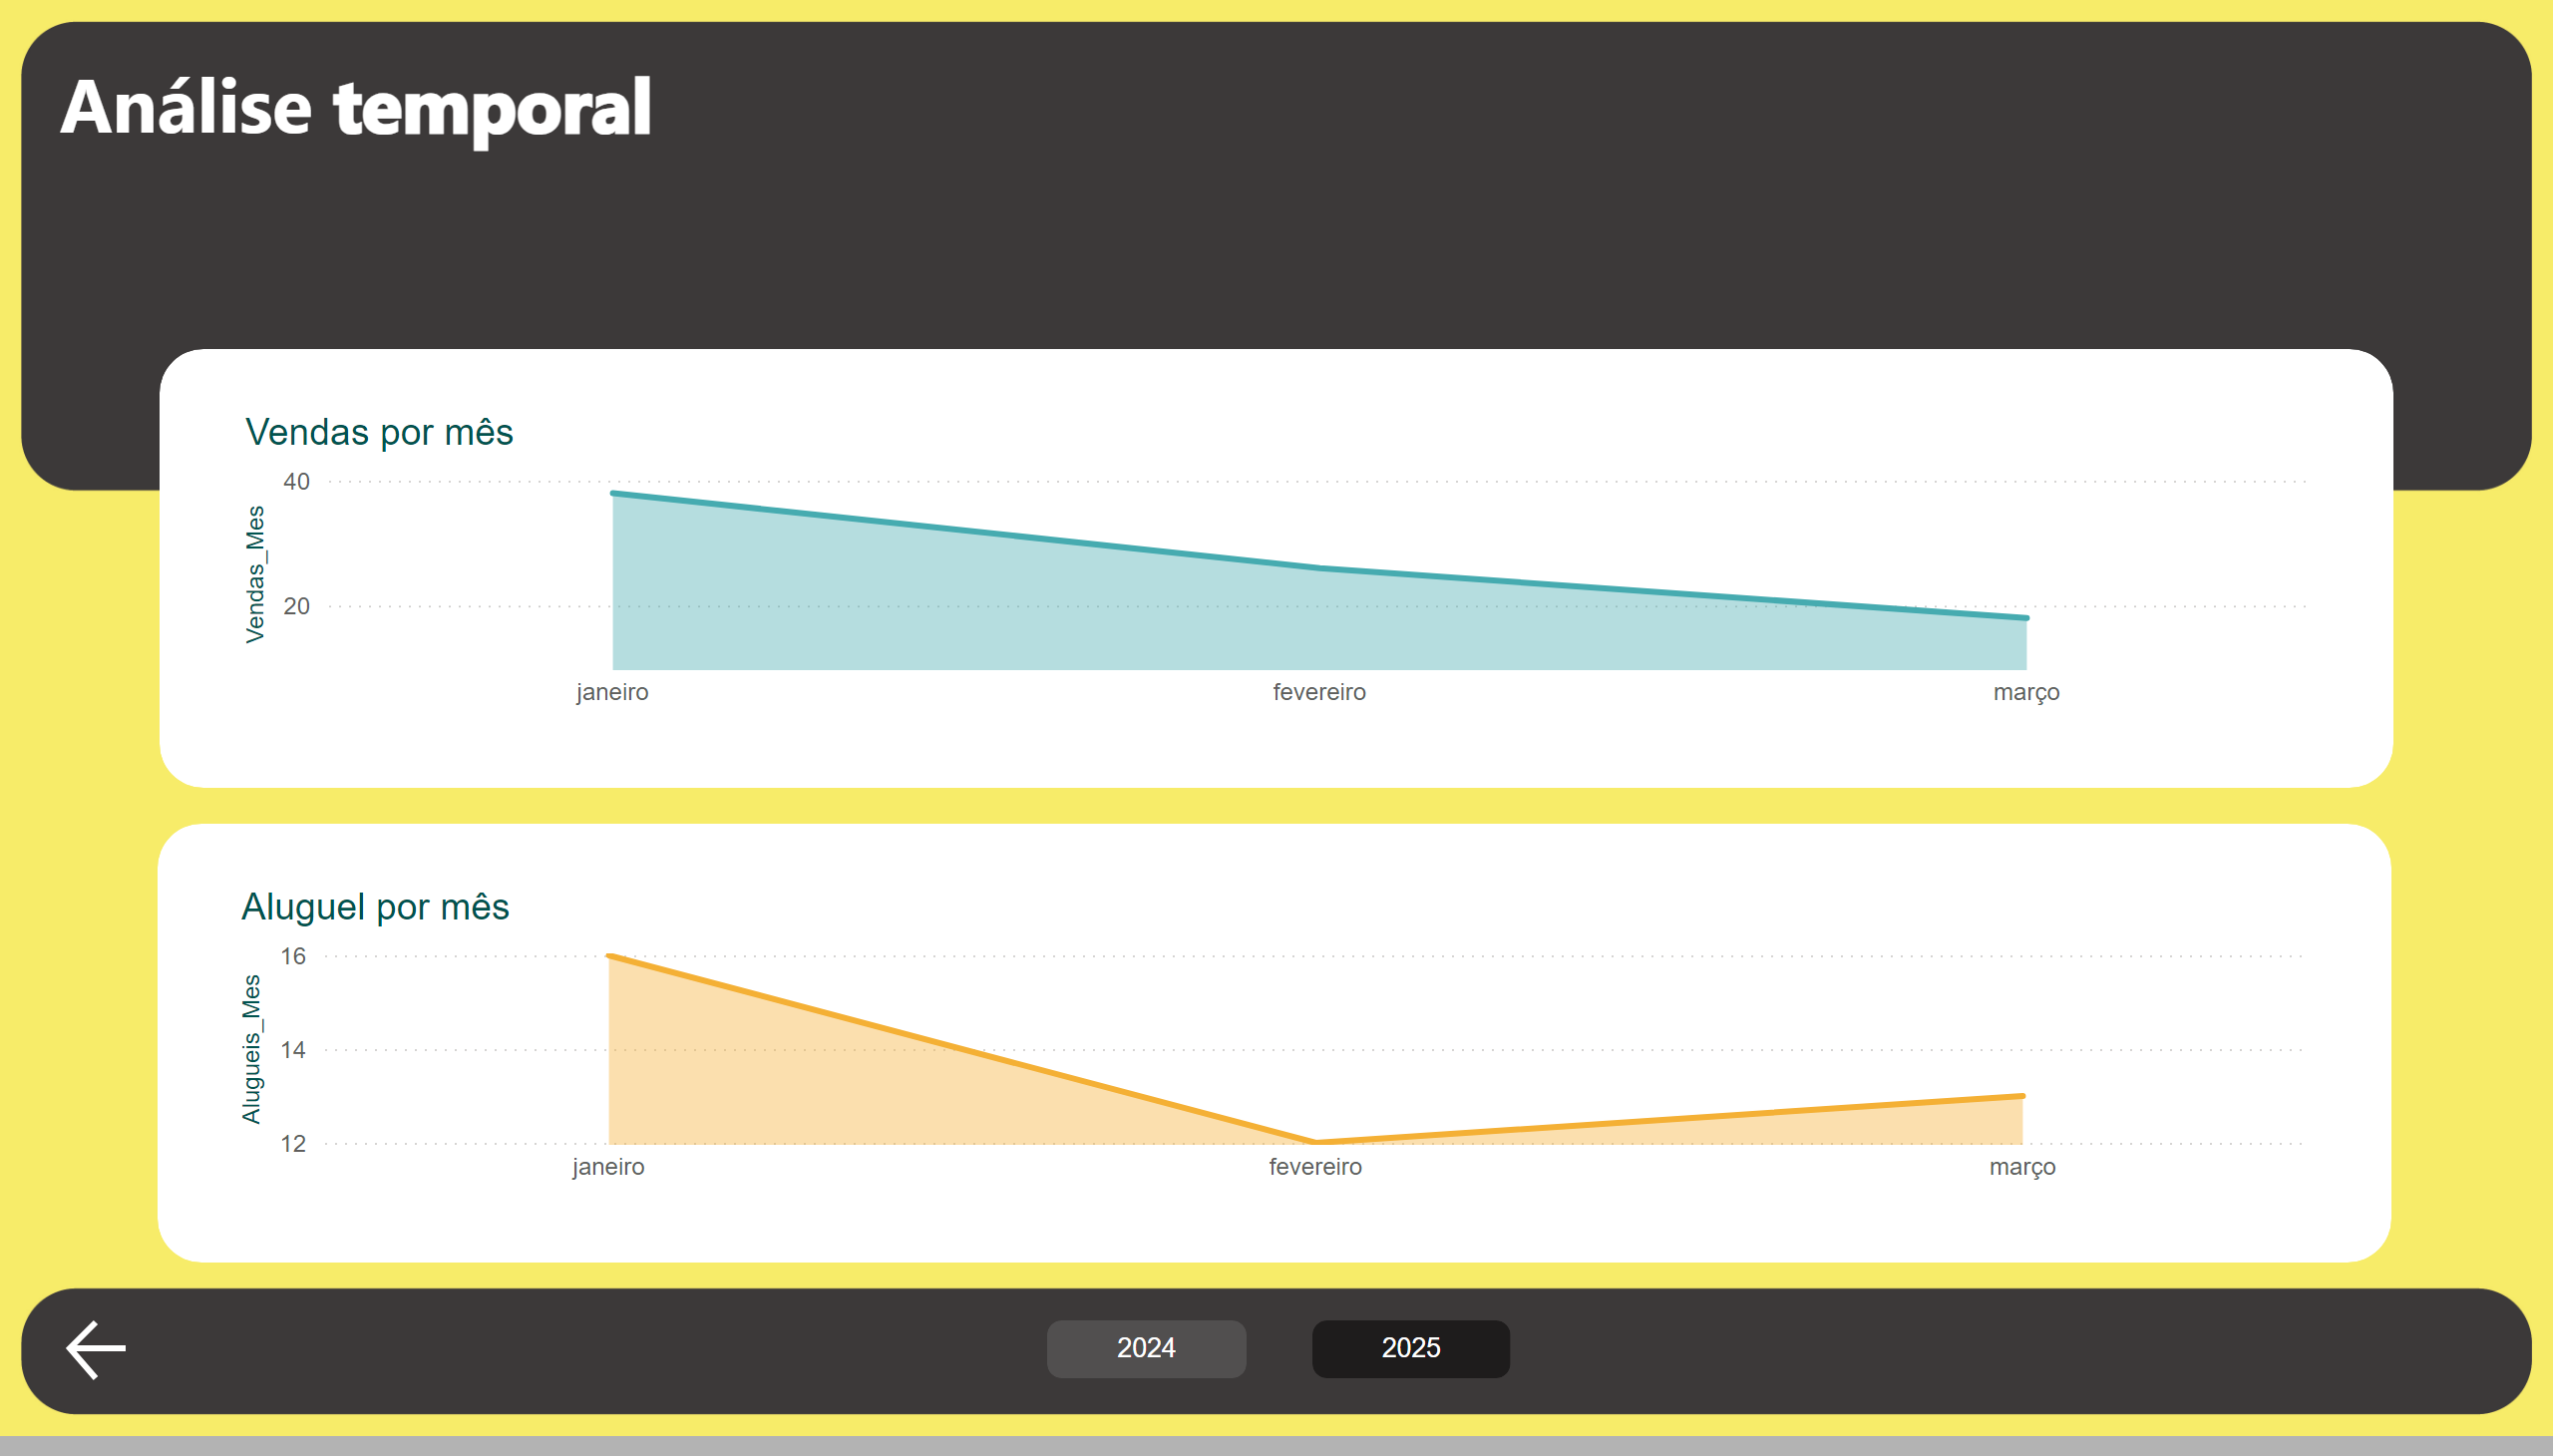 Análise temporal
Vendas por mês
40
Vendas_Mes
20
janeiro fevereiro março
Aluguel por mês
16
Alugueis_Mes
14
12
janeiro fevereiro março
2024 2025